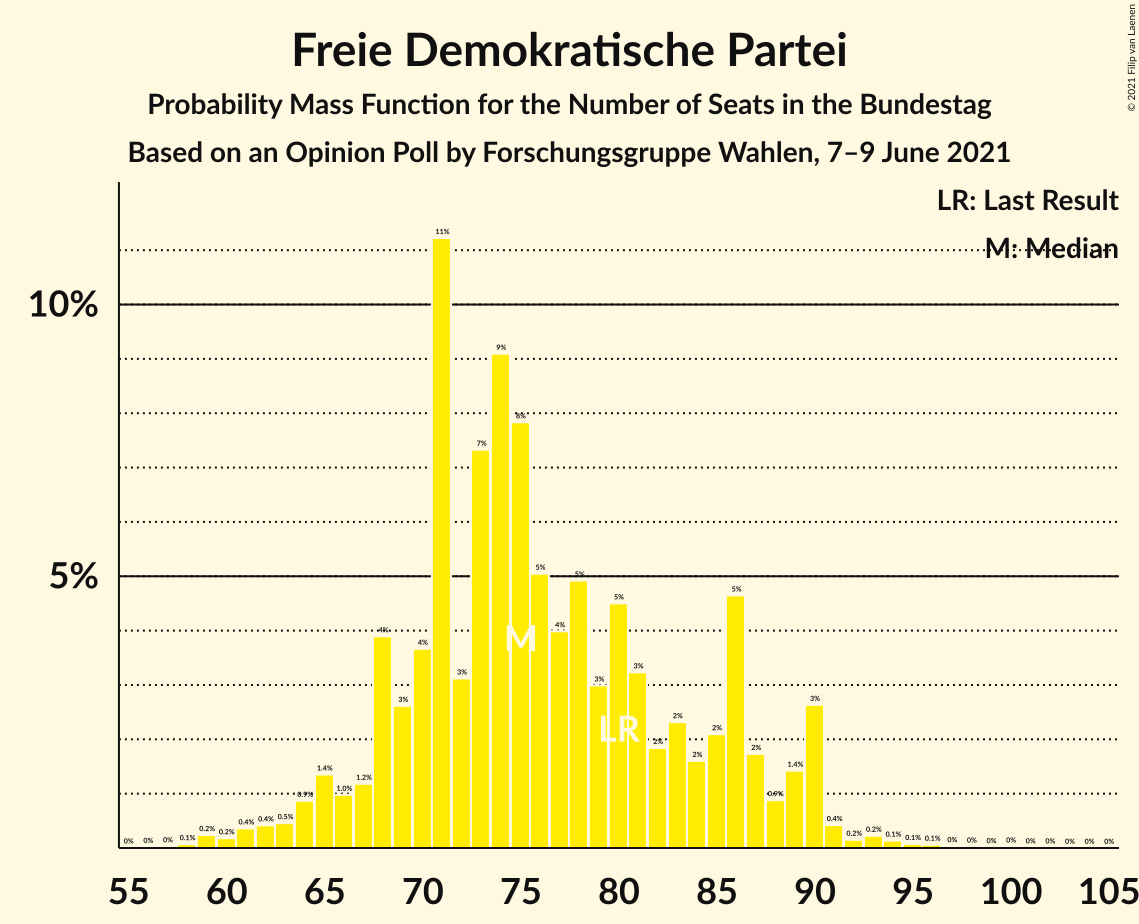 © 2021 Filip van Laenen
Freie Demokratische Partei
Probability Mass Function for the Number of Seats in the Bundestag
Based on an Opinion Poll by Forschungsgruppe Wahlen, 7–9 June 2021
LR: Last Result
M: Median
10%
5%
0% 0% 0% 0.1% 0.2% 0.2% 0.4% 0.4% 0.5% 0.9% 1.4% 1.0% 1.2% 4% 3% 4% 11% 3% 7% 9% 8% 5% 4% 5% 3% 5% 3% 2% 2% 2% 2% 5% 2% 0.9% 1.4% 3% 0.4% 0.2% 0.2% 0.1% 0.1% 0.1% 0% 0% 0% 0% 0% 0% 0% 0% 0%
M
LR
55 60 65 70 75 80 85 90 95 100 105